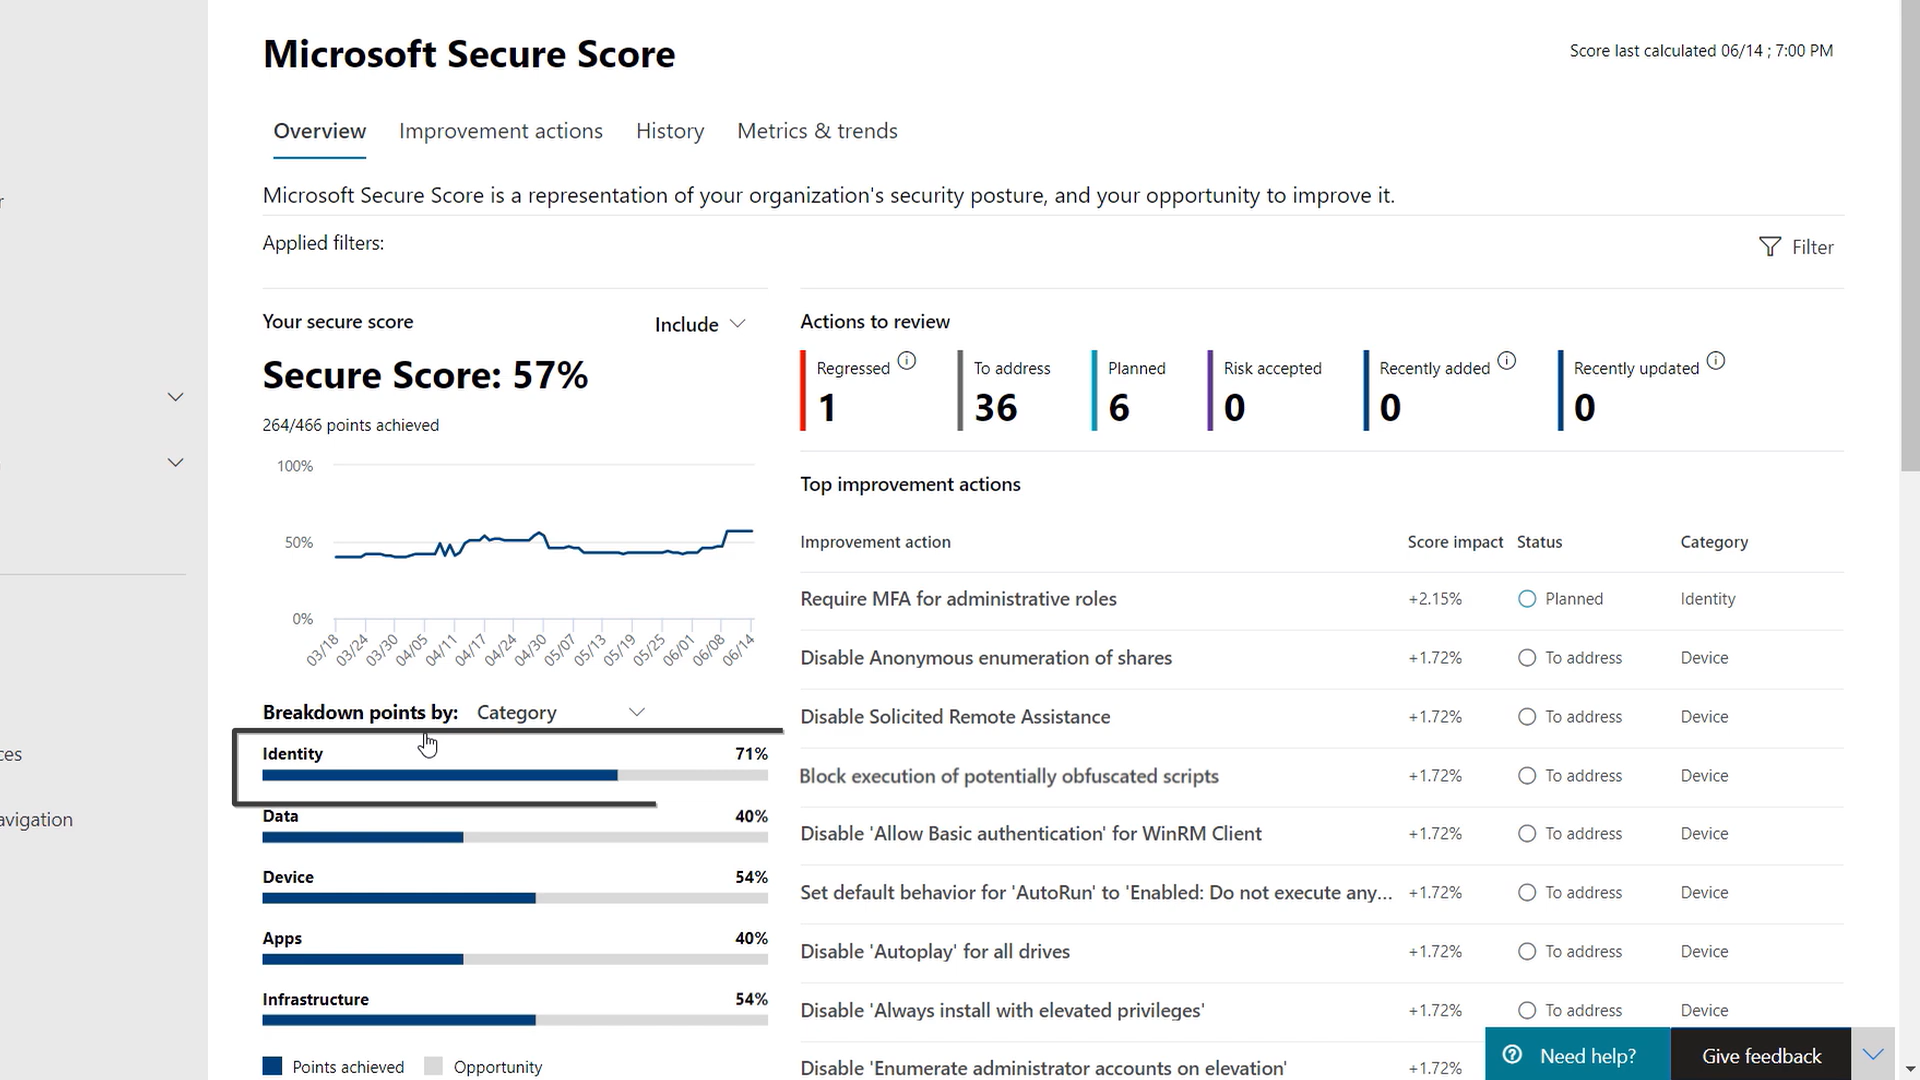 Microsoft Secure Score
Score last calculated 06/14 ; 7:00 PM
Overview Improvement actions History Metrics & trends
Microsoft Secure Score is a representation of your organization's security posture, and your opportunity to improve it.
Applied filters:
Filter
Your secure score
Include
Secure Score: 57%
264/466 points achieved
100%
50%
0%
03/18 03/24 03/30 04/05 04/11 04/17 04/24 04/30 05/07 05/13 05/19 05/25 06/01 06/08 06/14
Breakdown points by: Category
Identity 71%
Data 40%
Device 54%
Apps 40%
Infrastructure 54%
Points achieved Opportunity
Actions to review
Regressed 1
To address 36
Planned 6
Risk accepted 0
Recently added 0
Recently updated 0
Top improvement actions
Improvement action Score impact Status Category
Require MFA for administrative roles +2.15% Planned Identity
Disable Anonymous enumeration of shares +1.72% To address Device
Disable Solicited Remote Assistance +1.72% To address Device
Block execution of potentially obfuscated scripts +1.72% To address Device
Disable 'Allow Basic authentication' for WinRM Client +1.72% To address Device
Set default behavior for 'AutoRun' to 'Enabled: Do not execute any... +1.72% To address Device
Disable 'Autoplay' for all drives +1.72% To address Device
Disable 'Always install with elevated privileges' +1.72% To address Device
Disable 'Enumerate administrator accounts on elevation' +1.72%
Need help?
Give feedback
ces
avigation